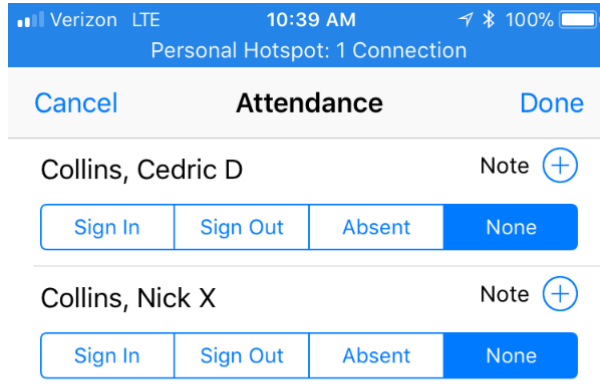 Verizon LTE 10:39 AM 100%
Personal Hotspot: 1 Connection
Cancel Attendance Done
Collins, Cedric D Note
Sign In Sign Out Absent None
Collins, Nick X Note
Sign In Sign Out Absent None